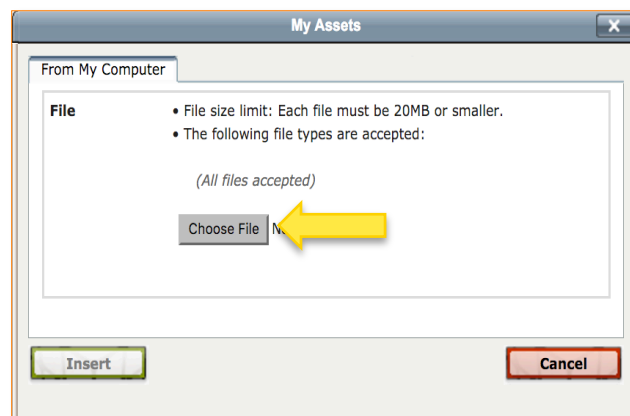 My Assets
X
From My Computer
File
• File size limit: Each file must be 20MB or smaller.
• The following file types are accepted:
(All files accepted)
Choose File
Insert
Cancel